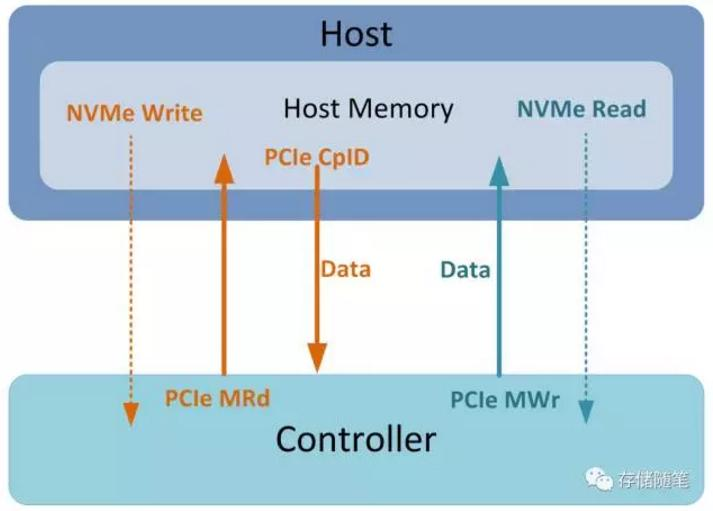 Host
NVMe Write
Host Memory
NVMe Read
PCIe CplD
Data
Data
PCIe MRd
PCIe MWr
Controller
存储随笔